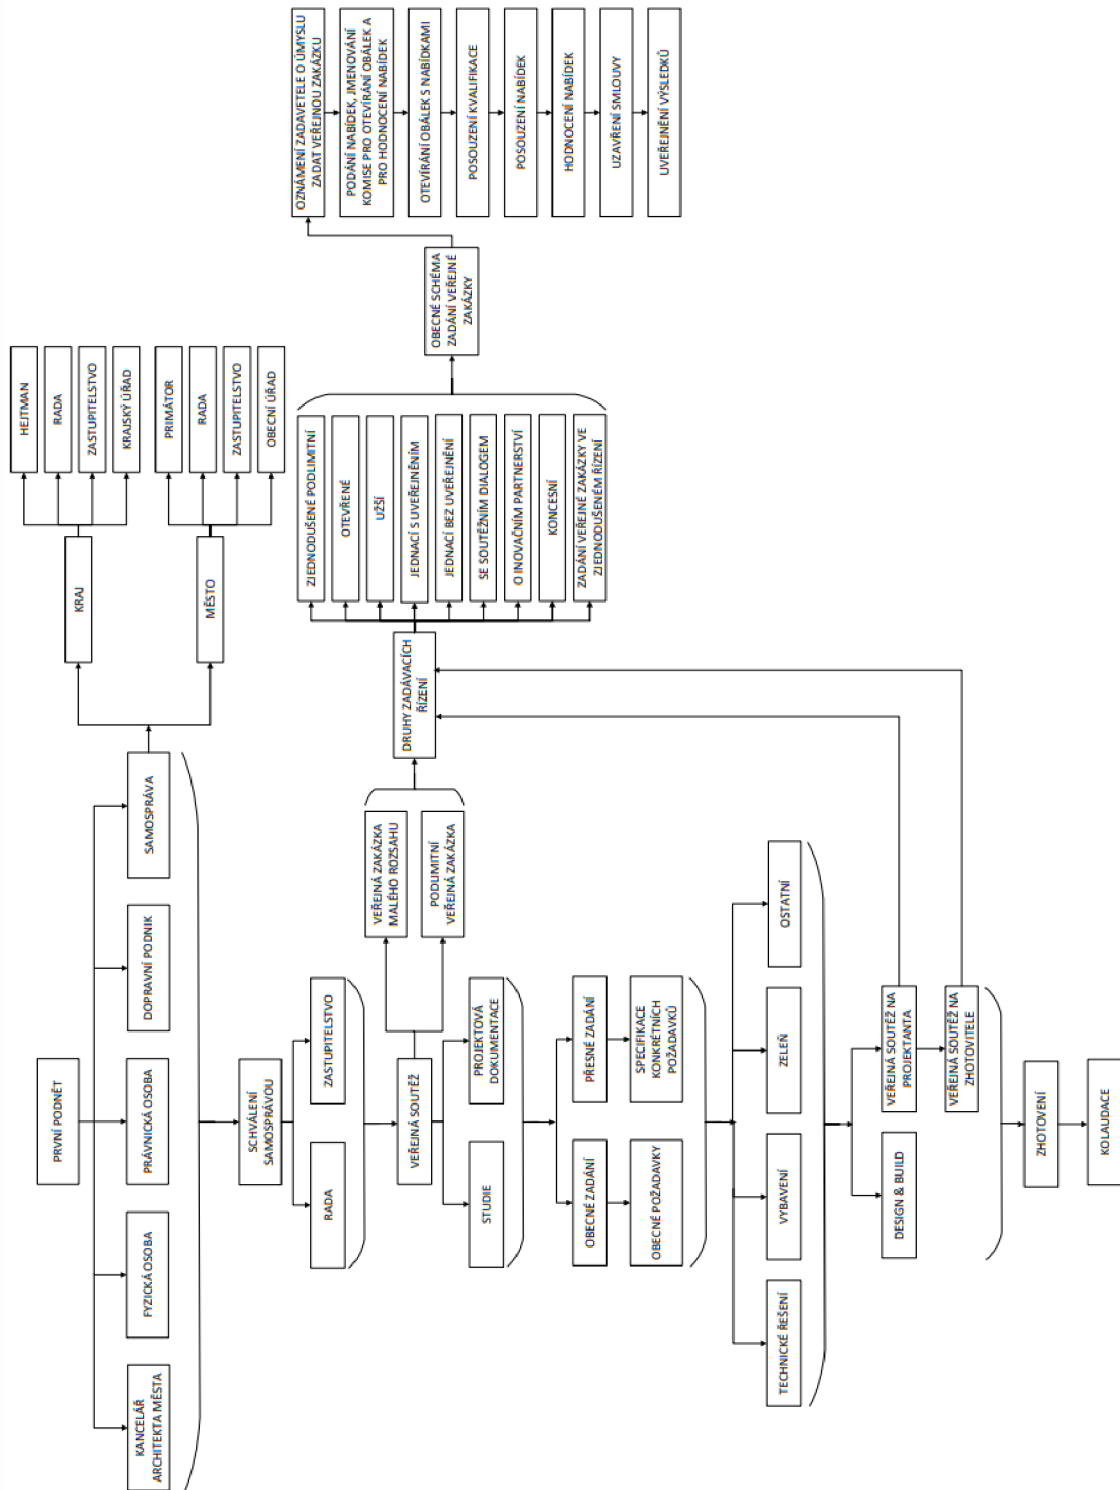 PRVNÍ PODNĚT
KANCELÁŘ
ARCHITEKTA MĚSTA
FYZICKÁ OSOBA
PRÁVNICKÁ OSOBA
DOPRAVNÍ PODNIK
SAMOSPRÁVA
KRAJ
HEJTMAN
RADA
ZASTUPITELSTVO
KRAJSKÝ ÚŘAD
MĚSTO
PRIMÁTOR
RADA
ZASTUPITELSTVO
OBECNÍ ÚŘAD
SCHVÁLENÍ
SAMOSPRÁVOU
RADA
ZASTUPITELSTVO
VEŘEJNÁ SOUTĚŽ
VEŘEJNÁ ZAKÁZKA
MALÉHO ROZSAHU
PODLIMITNÍ
VEŘEJNÁ ZAKÁZKA
DRUHY ZADÁVACÍCH
ŘÍZENÍ
ZJEDNODUŠENÉ PODLIMITNÍ
OTEVŘENÉ
UŽŠÍ
JEDNACÍ S UVEŘEJNĚNÍM
JEDNACÍ BEZ UVEŘEJNĚNÍ
SE SOUTĚŽNÍM DIALOGEM
O INOVAČNÍM PARTNERSTVÍ
KONCESNÍ
ZADÁNÍ VEŘEJNÉ ZAKÁZKY VE
ZJEDNODUŠENÉM ŘÍZENÍ
OBECNÉ SCHÉMA
ZADÁNÍ VEŘEJNÉ
ZAKÁZKY
OZNÁMENÍ ZADAVETELE O ÚMYSLU
ZADAT VEŘEJNOU ZAKÁZKU
PODÁNÍ NABÍDEK, JMENOVÁNÍ
KOMISE PRO OTEVÍRÁNÍ OBÁLEK A
PRO HODNOCENÍ NABÍDEK
OTEVÍRÁNÍ OBÁLEK S NABÍDKAMI
POSOUZENÍ KVALIFIKACE
POSOUZENÍ NABÍDEK
HODNOCENÍ NABÍDEK
UZAVŘENÍ SMLOUVY
UVEŘEJNĚNÍ VÝSLEDKŮ
STUDIE
PROJEKTOVÁ
DOKUMENTACE
OBECNÉ ZADÁNÍ
PŘESNÉ ZADÁNÍ
OBECNÉ POŽADAVKY
SPECIFIKACE
KONKRÉTNÍCH
POŽADAVKŮ
TECHNICKÉ ŘEŠENÍ
VYBAVENÍ
ZELEŇ
OSTATNÍ
DESIGN & BUILD
VEŘEJNÁ SOUTĚŽ NA
PROJEKTANTA
VEŘEJNÁ SOUTĚŽ NA
ZHOTOVITELE
ZHOTOVENÍ
KOLAUDACE